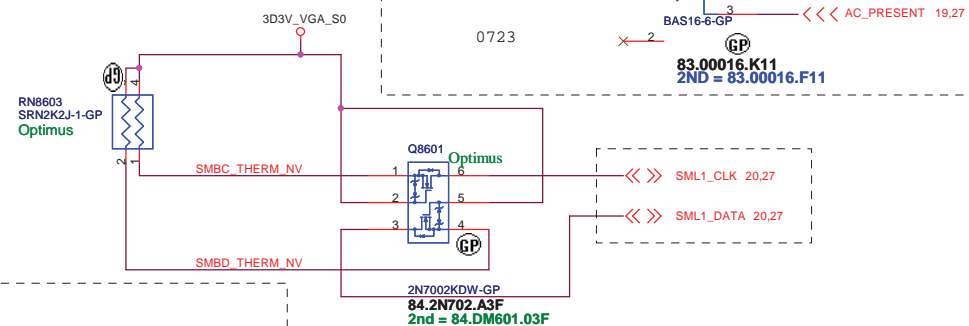 3D3V_VGA_S0
3
AC_PRESENT 19,27
BAS16-6-GP
0723
2
GP
83.00016.K11
2ND = 83.00016.F11
GP
4
RN8603
SRN2K2J-1-GP
Optimus
2
1
Q8601
Optimus
SMBC_THERM_NV
1
6
SML1_CLK 20,27
2
5
SML1_DATA 20,27
3
4
GP
SMBD_THERM_NV
2N7002KDW-GP
84.2N702.A3F
2nd = 84.DM601.03F